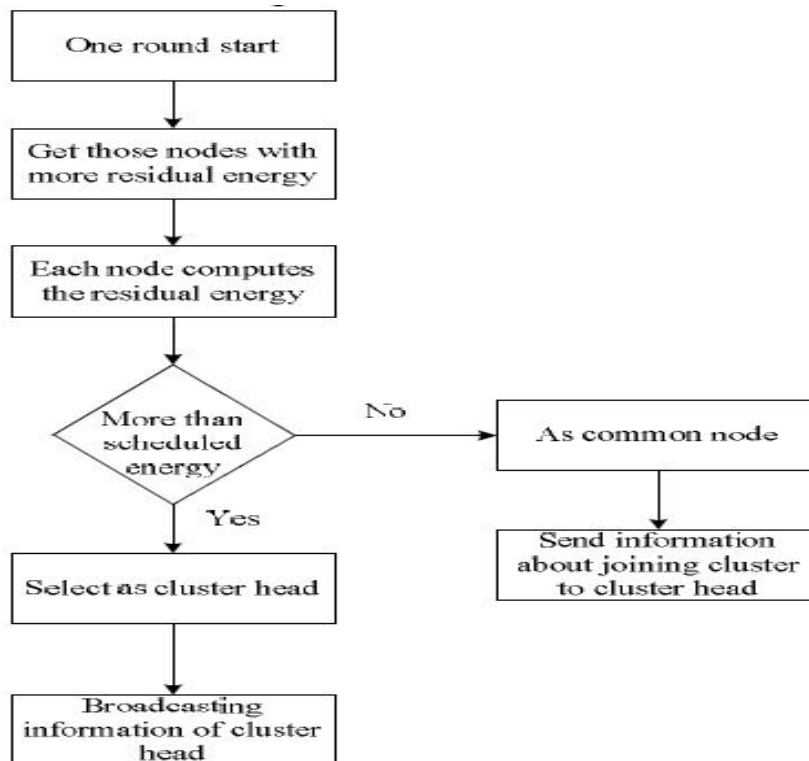 One round start
Get those nodes with
more residual energy
Each node computes
the residual energy
More than
scheduled
energy
No
As common node
Yes
Send information
about joining cluster
to cluster head
Select as cluster head
Broadcasting
information of cluster
head